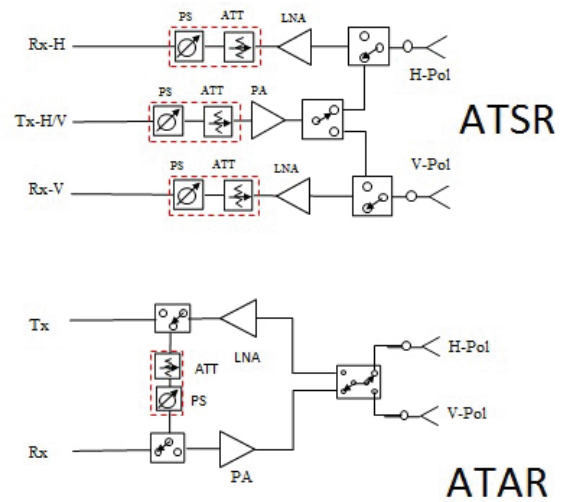 PS ATT LNA
Rx-H
H-Pol
PS ATT PA
Tx-H/V
ATSR
PS ATT LNA
V-Pol
Rx-V
Tx
LNA
ATT
H-Pol
PS
V-Pol
Rx
PA
ATAR